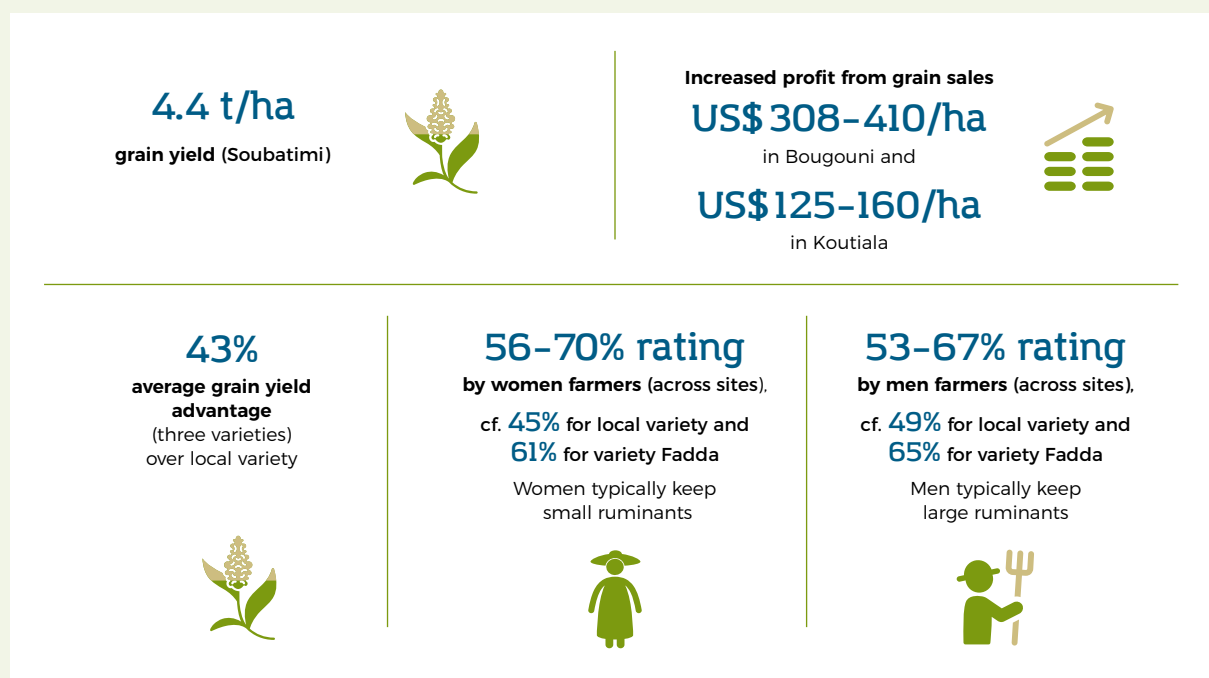 4.4 t/ha
grain yield (Soubatimi)
Increased profit from grain sales
US$ 308–410/ha
in Bougouni and
US$ 125–160/ha
in Koutiala
43%
average grain yield
advantage
(three varieties)
over local variety
56–70% rating
by women farmers (across sites),
cf. 45% for local variety and
61% for variety Fadda
Women typically keep
small ruminants
53–67% rating
by men farmers (across sites),
cf. 49% for local variety and
65% for variety Fadda
Men typically keep
large ruminants